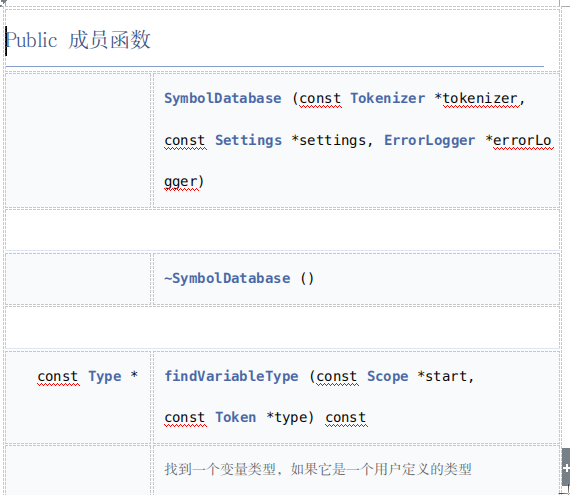 Public 成员函数
SymbolDatabase (const Tokenizer *tokenizer,
const Settings *settings, ErrorLogger *errorLo
gger)
~SymbolDatabase ()
const Type * findVariableType (const Scope *start,
const Token *type) const
找到一个变量类型，如果它是一个用户定义的类型